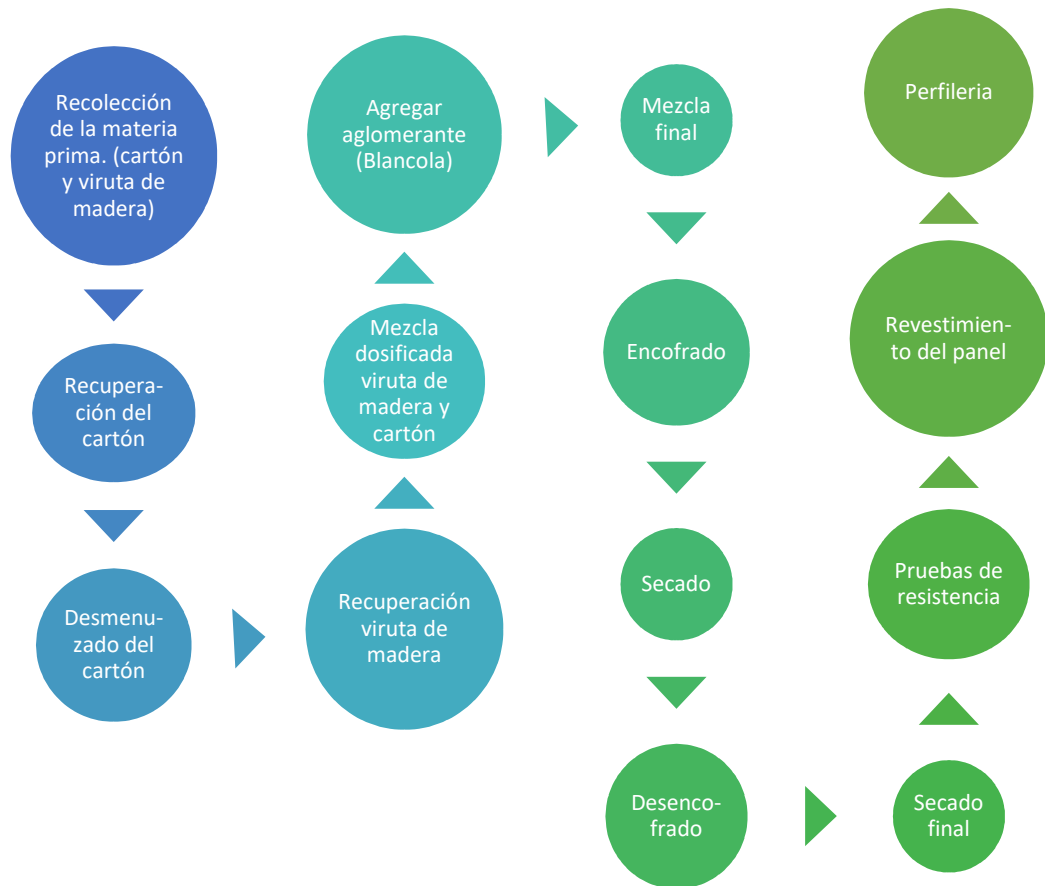 Recolección
de la materia
prima. (cartón
y viruta de
madera)
Recupera-
ción del
cartón
Desmenu-
zado del
cartón
Recuperación
viruta de
madera
Mezcla
dosificada
viruta de
madera y
cartón
Agregar
aglomerante
(Blancola)
Mezcla
final
Encofrado
Secado
Desenco-
frado
Secado
final
Pruebas de
resistencia
Revestimien-
to del panel
Perfileria